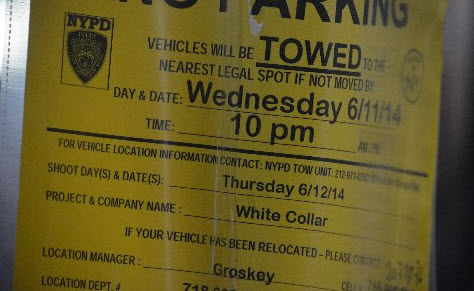 NO PARKING
NYPD
VEHICLES WILL BE TOWED TO THE
NEAREST LEGAL SPOT IF NOT MOVED BY:
DAY & DATE: Wednesday 6/11/14
TIME: 10 pm AM / PM
FOR VEHICLE LOCATION INFORMATION CONTACT: NYPD TOW UNIT:
SHOOT DAY(S) & DATE(S): Thursday 6/12/14
PROJECT & COMPANY NAME : White Collar
IF YOUR VEHICLE HAS BEEN RELOCATED – PLEASE CONTACT
LOCATION MANAGER : Groskey
LOCATION DEPT. # 718